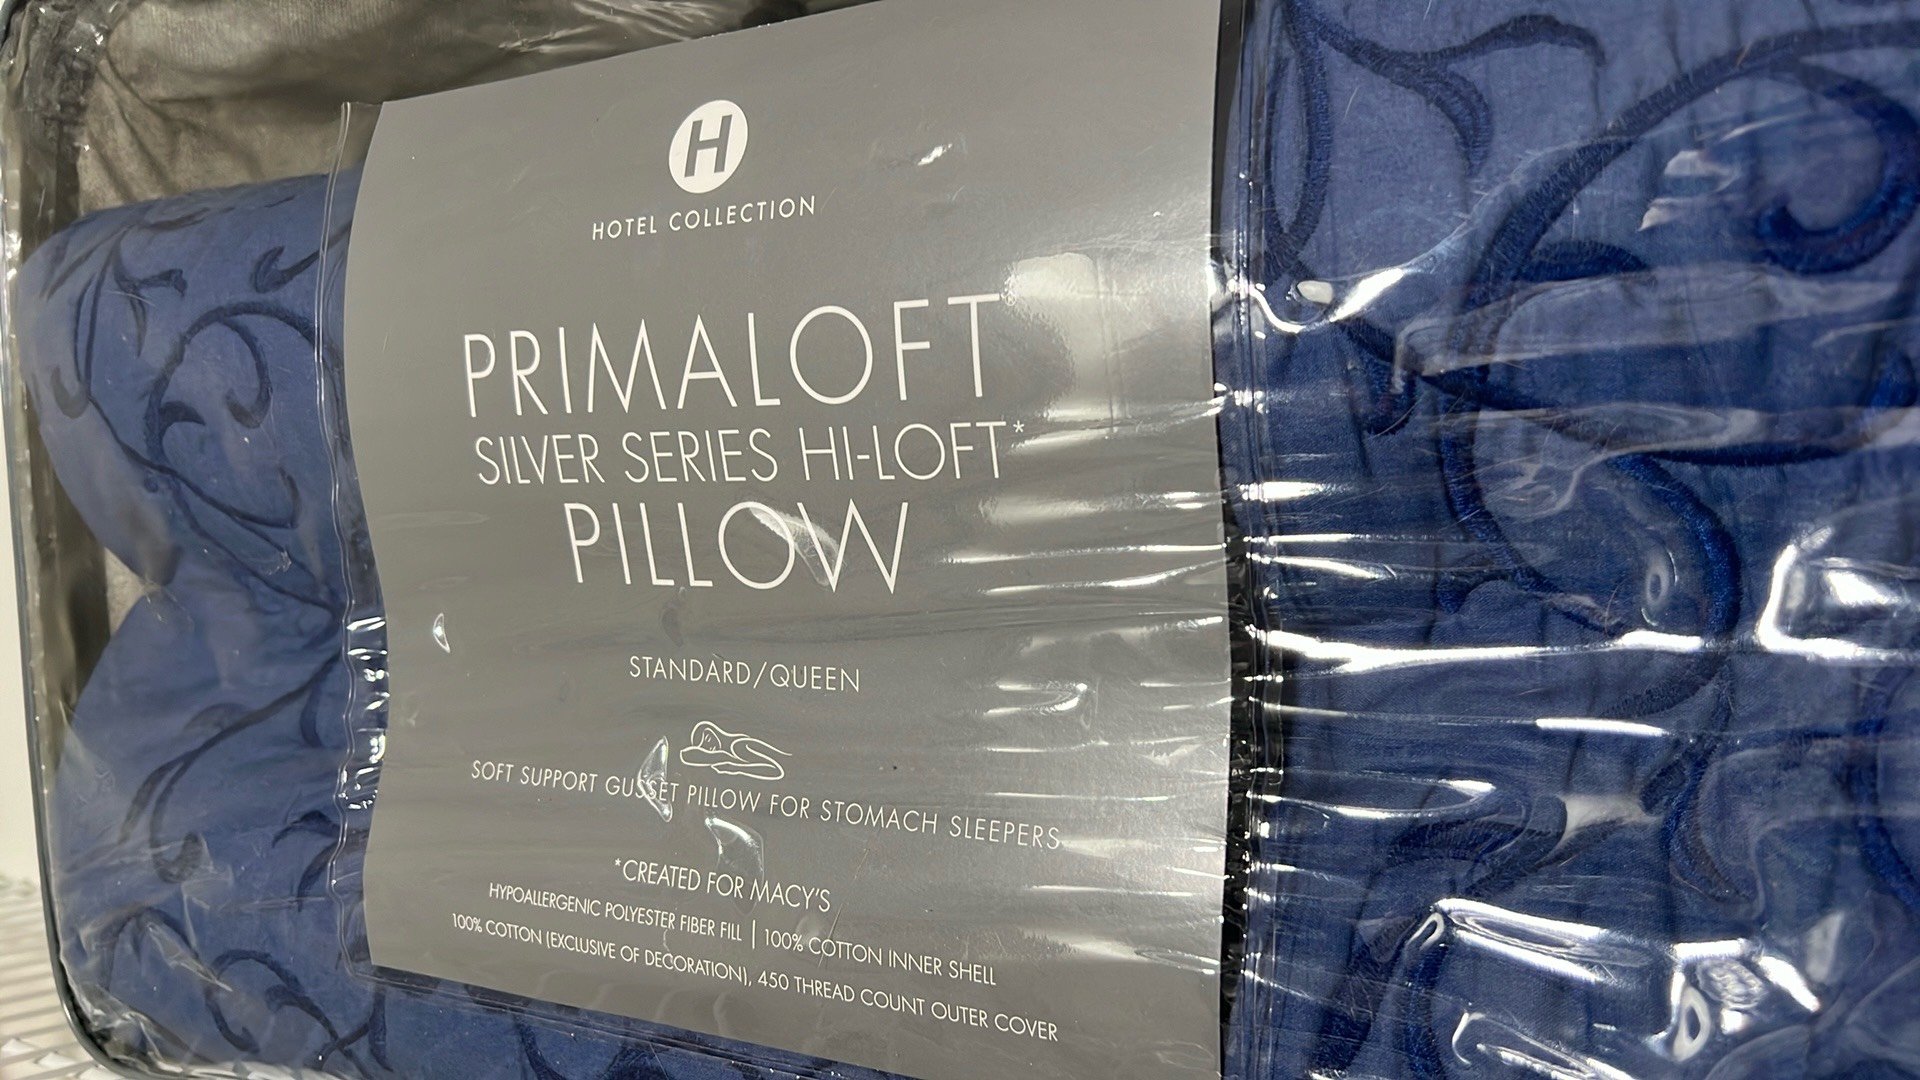 H
HOTEL COLLECTION
PRIMALOFT
SILVER SERIES HI-LOFT*
PILLOW
STANDARD/QUEEN
SOFT SUPPORT GUSSET PILLOW FOR STOMACH SLEEPERS
*CREATED FOR MACY'S
HYPOALLERGENIC POLYESTER FIBER FILL | 100% COTTON INNER SHELL
100% COTTON (EXCLUSIVE OF DECORATION), 450 THREAD COUNT OUTER COVER